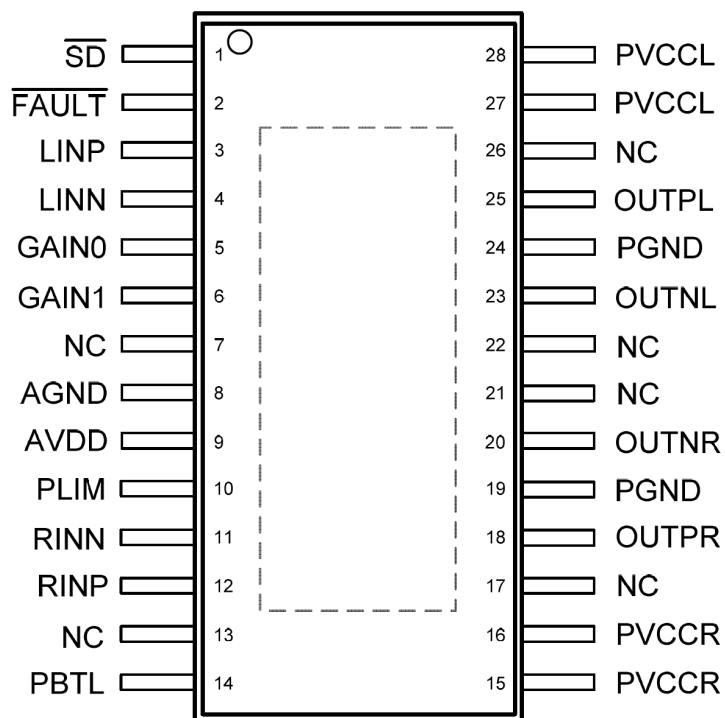 SD 1 28 PVCCL
FAULT 2 27 PVCCL
LINP 3 26 NC
LINN 4 25 OUTPL
GAIN0 5 24 PGND
GAIN1 6 23 OUTNL
NC 7 22 NC
AGND 8 21 NC
AVDD 9 20 OUTNR
PLIM 10 19 PGND
RINN 11 18 OUTPR
RINP 12 17 NC
NC 13 16 PVCCR
PBTL 14 15 PVCCR